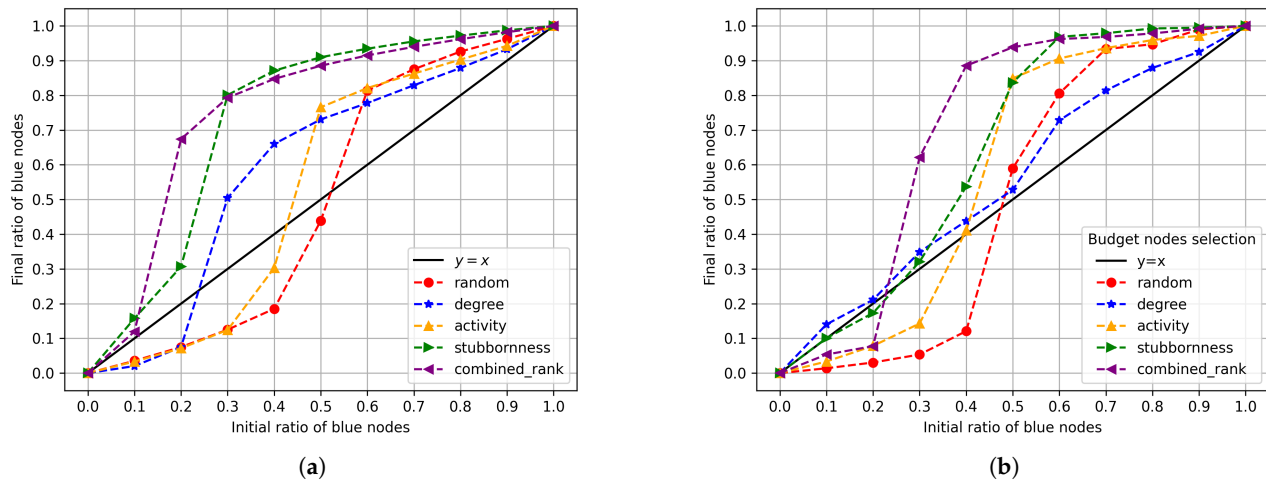 1.0
0.9
0.8
0.7
0.6
0.5
0.4
0.3
0.2
0.1
0.0
Final ratio of blue nodes
0.0 0.1 0.2 0.3 0.4 0.5 0.6 0.7 0.8 0.9 1.0
Initial ratio of blue nodes
y = x
random
degree
activity
stubbornness
combined_rank
(a)
1.0
0.9
0.8
0.7
0.6
0.5
0.4
0.3
0.2
0.1
0.0
Final ratio of blue nodes
0.0 0.1 0.2 0.3 0.4 0.5 0.6 0.7 0.8 0.9 1.0
Initial ratio of blue nodes
Budget nodes selection
y=x
random
degree
activity
stubbornness
combined_rank
(b)